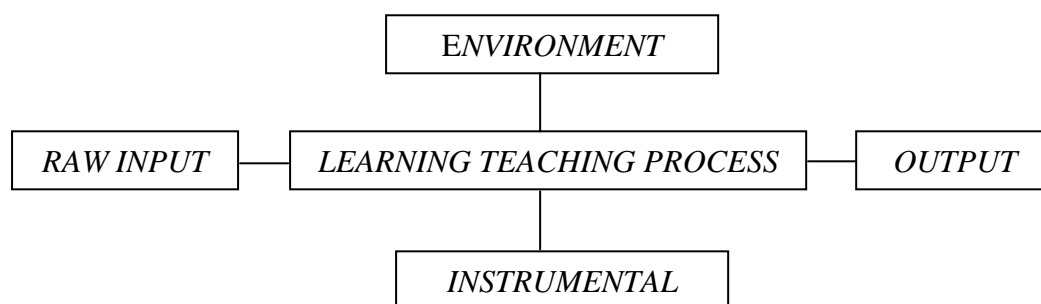 ENVIRONMENT
RAW INPUT
LEARNING TEACHING PROCESS
OUTPUT
INSTRUMENTAL